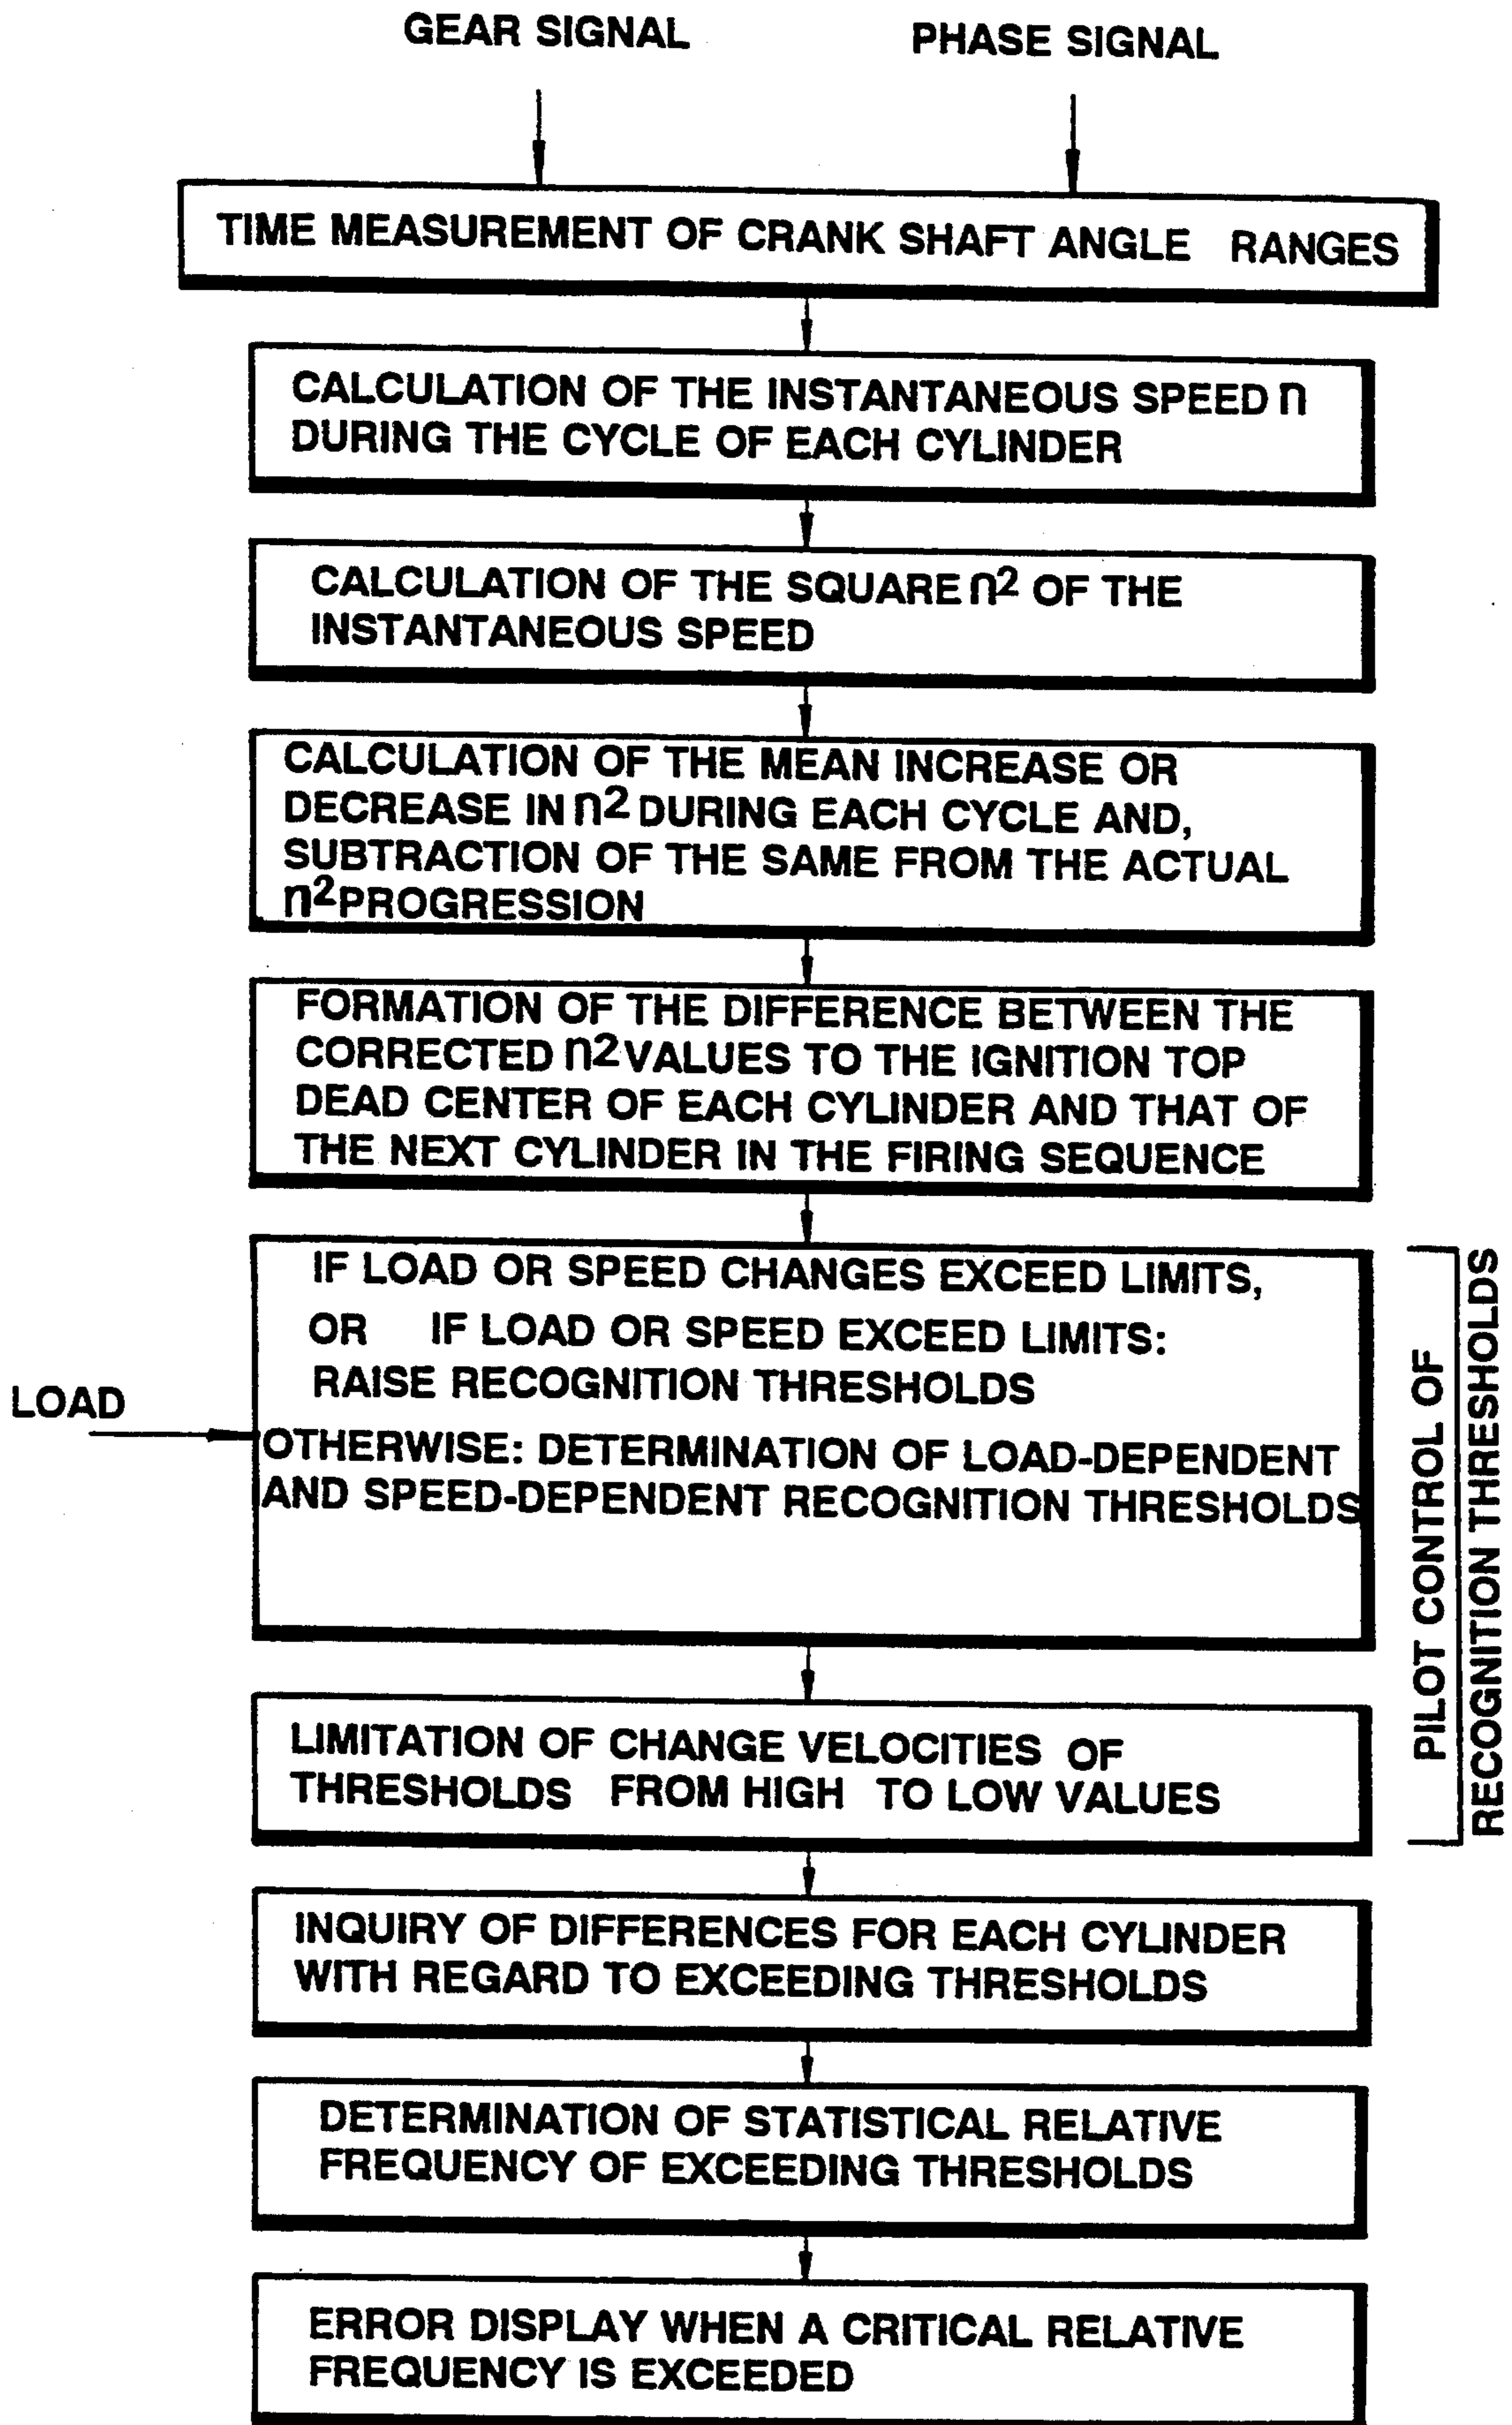 GEAR SIGNAL
PHASE SIGNAL
TIME MEASUREMENT OF CRANK SHAFT ANGLE RANGES
CALCULATION OF THE INSTANTANEOUS SPEED n
DURING THE CYCLE OF EACH CYLINDER
CALCULATION OF THE SQUARE n² OF THE
INSTANTANEOUS SPEED
CALCULATION OF THE MEAN INCREASE OR
DECREASE IN n² DURING EACH CYCLE AND,
SUBTRACTION OF THE SAME FROM THE ACTUAL
n² PROGRESSION
FORMATION OF THE DIFFERENCE BETWEEN THE
CORRECTED n² VALUES TO THE IGNITION TOP
DEAD CENTER OF EACH CYLINDER AND THAT OF
THE NEXT CYLINDER IN THE FIRING SEQUENCE
IF LOAD OR SPEED CHANGES EXCEED LIMITS,
OR IF LOAD OR SPEED EXCEED LIMITS:
RAISE RECOGNITION THRESHOLDS
LOAD
OTHERWISE: DETERMINATION OF LOAD-DEPENDENT
AND SPEED-DEPENDENT RECOGNITION THRESHOLDS
PILOT CONTROL OF
RECOGNITION THRESHOLDS
LIMITATION OF CHANGE VELOCITIES OF
THRESHOLDS FROM HIGH TO LOW VALUES
INQUIRY OF DIFFERENCES FOR EACH CYLINDER
WITH REGARD TO EXCEEDING THRESHOLDS
DETERMINATION OF STATISTICAL RELATIVE
FREQUENCY OF EXCEEDING THRESHOLDS
ERROR DISPLAY WHEN A CRITICAL RELATIVE
FREQUENCY IS EXCEEDED